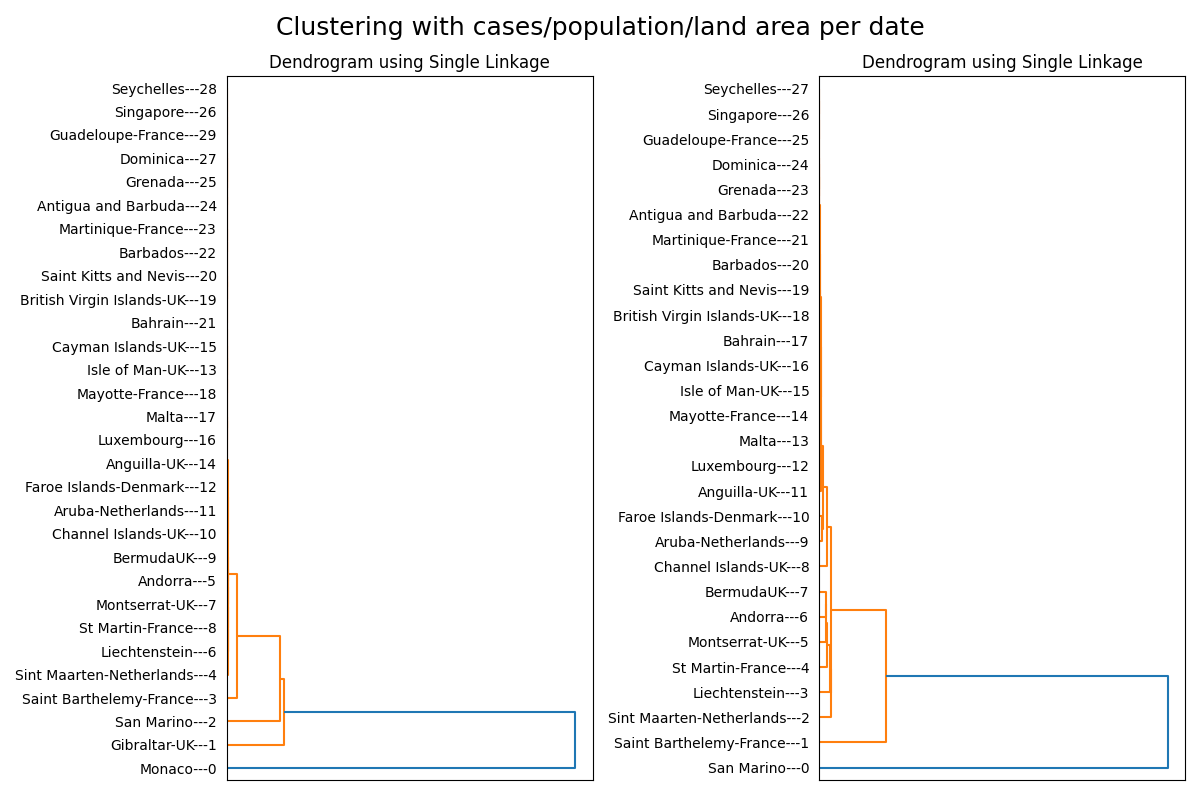 Clustering with cases/population/land area per date
Dendrogram using Single Linkage
Seychelles---28
Singapore---26
Guadeloupe-France---29
Dominica---27
Grenada---25
Antigua and Barbuda---24
Martinique-France---23
Barbados---22
Saint Kitts and Nevis---20
British Virgin Islands-UK---19
Bahrain---21
Cayman Islands-UK---15
Isle of Man-UK---13
Mayotte-France---18
Malta---17
Luxembourg---16
Anguilla-UK---14
Faroe Islands-Denmark---12
Aruba-Netherlands---11
Channel Islands-UK---10
BermudaUK---9
Andorra---5
Montserrat-UK---7
St Martin-France---8
Liechtenstein---6
Sint Maarten-Netherlands---4
Saint Barthelemy-France---3
San Marino---2
Gibraltar-UK---1
Monaco---0
Dendrogram using Single Linkage
Seychelles---27
Singapore---26
Guadeloupe-France---25
Dominica---24
Grenada---23
Antigua and Barbuda---22
Martinique-France---21
Barbados---20
Saint Kitts and Nevis---19
British Virgin Islands-UK---18
Bahrain---17
Cayman Islands-UK---16
Isle of Man-UK---15
Mayotte-France---14
Malta---13
Luxembourg---12
Anguilla-UK---11
Faroe Islands-Denmark---10
Aruba-Netherlands---9
Channel Islands-UK---8
BermudaUK---7
Andorra---6
Montserrat-UK---5
St Martin-France---4
Liechtenstein---3
Sint Maarten-Netherlands---2
Saint Barthelemy-France---1
San Marino---0